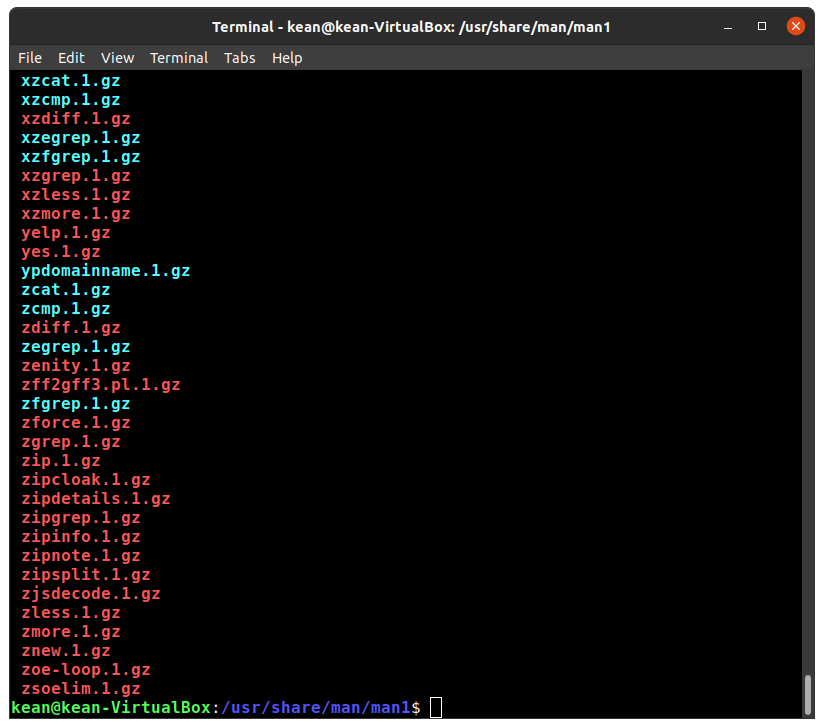 Terminal - kean@kean-VirtualBox: /usr/share/man/man1
File Edit View Terminal Tabs Help
xzcat.1.gz
xzcmp.1.gz
xzdiff.1.gz
xzegrep.1.gz
xzfgrep.1.gz
xzgrep.1.gz
xzless.1.gz
xzmore.1.gz
yelp.1.gz
yes.1.gz
ypdomainname.1.gz
zcat.1.gz
zcmp.1.gz
zdiff.1.gz
zegrep.1.gz
zenity.1.gz
zff2gff3.pl.1.gz
zfgrep.1.gz
zforce.1.gz
zgrep.1.gz
zip.1.gz
zipcloak.1.gz
zipdetails.1.gz
zipgrep.1.gz
zipinfo.1.gz
zipnote.1.gz
zipsplit.1.gz
zjsdecode.1.gz
zless.1.gz
zmore.1.gz
znew.1.gz
zoe-loop.1.gz
zsoelim.1.gz
kean@kean-VirtualBox:/usr/share/man/man1$